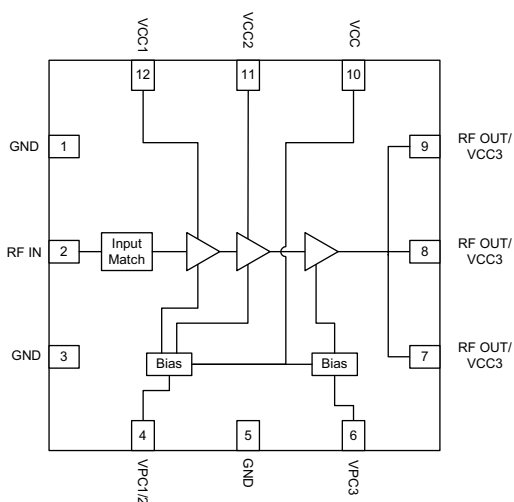 VCC1
VCC2
VCC
12
11
10
GND
1
9
RF OUT/
VCC3
RF IN
2
Input
Match
8
RF OUT/
VCC3
GND
3
Bias
Bias
7
RF OUT/
VCC3
4
5
6
VPC1/2
GND
VPC3